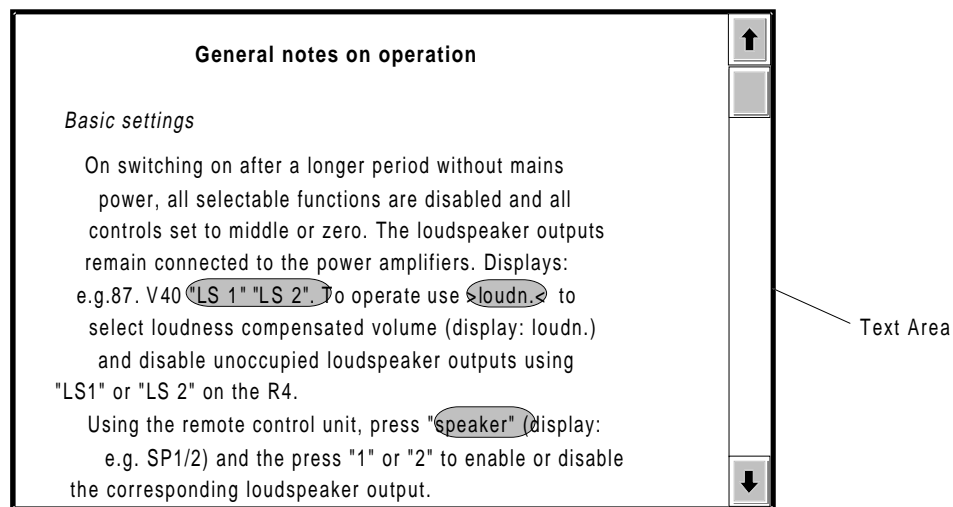 General notes on operation
Basic settings
On switching on after a longer period without mains
power, all selectable functions are disabled and all
controls set to middle or zero. The loudspeaker outputs
remain connected to the power amplifiers. Displays:
e.g.87. V40 "LS 1" "LS 2". To operate use >loudn.< to
select loudness compensated volume (display: loudn.)
and disable unoccupied loudspeaker outputs using
"LS1" or "LS 2" on the R4.
Using the remote control unit, press "speaker" (display:
e.g. SP1/2) and the press "1" or "2" to enable or disable
the corresponding loudspeaker output.
Text Area